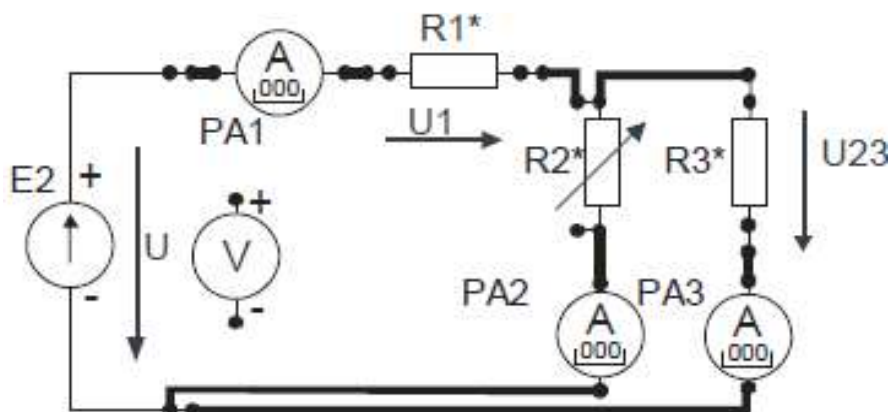 R1*
A
000
PA1
U1
R2*
R3*
U23
E2
+
-
U
+
V
-
PA2
PA3
A
000
A
000